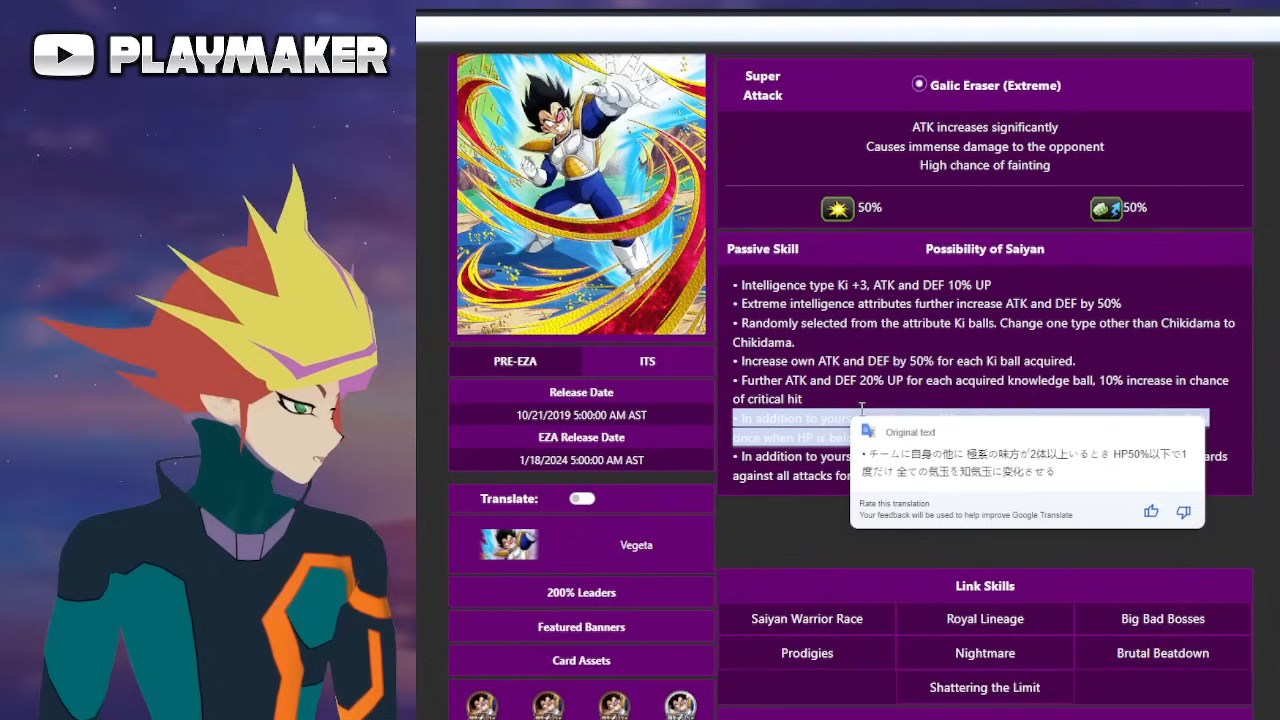 PLAYMAKER
Super
Attack
Galic Eraser (Extreme)
ATK increases significantly
Causes immense damage to the opponent
High chance of fainting
50%
50%
Passive Skill
Possibility of Saiyan
• Intelligence type Ki +3, ATK and DEF 10% UP
• Extreme intelligence attributes further increase ATK and DEF by 50%
• Randomly selected from the attribute Ki balls. Change one type other than Chikidama to
Chikidama.
• Increase own ATK and DEF by 50% for each Ki ball acquired.
• Further ATK and DEF 20% UP for each acquired knowledge ball, 10% increase in chance
of critical hit
• In addition to yours
once when HP is belo
• In addition to yours
against all attacks for
Original text
• チームに自身の他に 極系の味方が2体以上いるとき HP50%以下で1
度だけ 全ての気玉を知気玉に変化させる
Rate this translation
Your feedback will be used to help improve Google Translate
PRE-EZA
ITS
Release Date
10/21/2019 5:00:00 AM AST
EZA Release Date
1/18/2024 5:00:00 AM AST
Translate:
Vegeta
200% Leaders
Featured Banners
Card Assets
Link Skills
Saiyan Warrior Race
Royal Lineage
Big Bad Bosses
Prodigies
Nightmare
Brutal Beatdown
Shattering the Limit